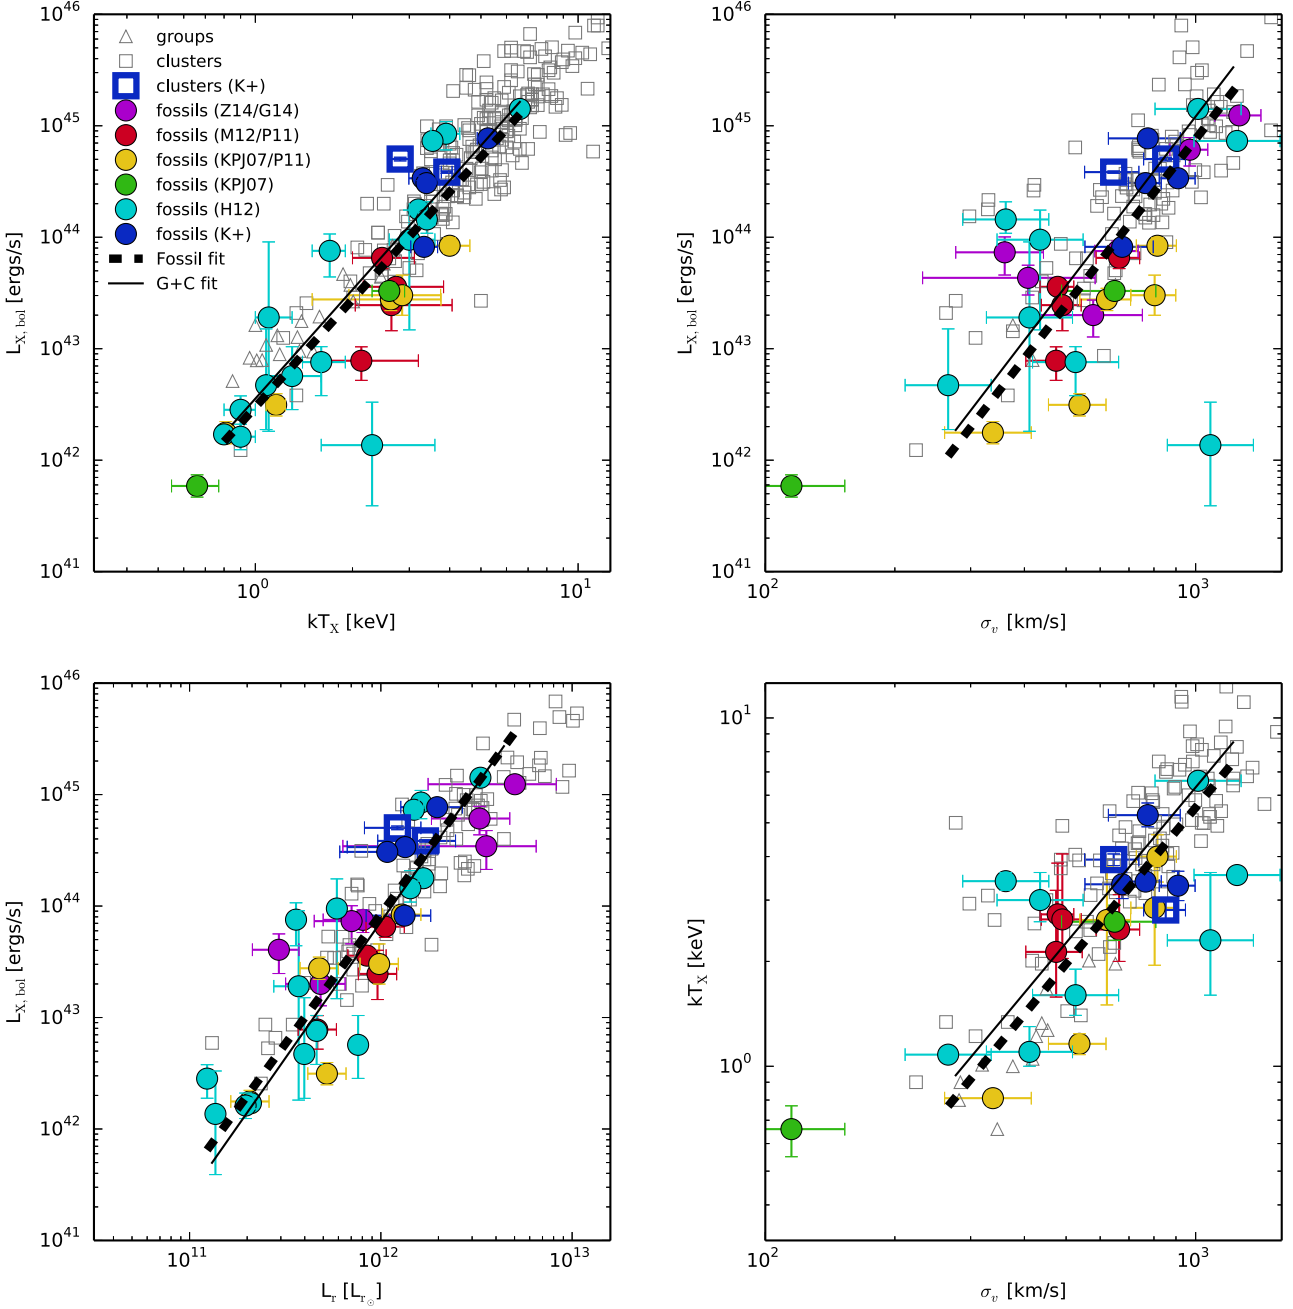 10^46
10^45
10^44
10^43
10^42
10^41
L_X, bol [ergs/s]
groups
clusters
clusters (K+)
fossils (Z14/G14)
fossils (M12/P11)
fossils (KPJ07/P11)
fossils (KPJ07)
fossils (H12)
fossils (K+)
Fossil fit
G+C fit
10^0 10^1
kT_X [keV]
10^46
10^45
10^44
10^43
10^42
10^41
L_X, bol [ergs/s]
10^2 10^3
σ_v [km/s]
10^46
10^45
10^44
10^43
10^42
10^41
L_X, bol [ergs/s]
10^11 10^12 10^13
L_r [L_r⊙]
10^1
10^0
kT_X [keV]
10^2 10^3
σ_v [km/s]